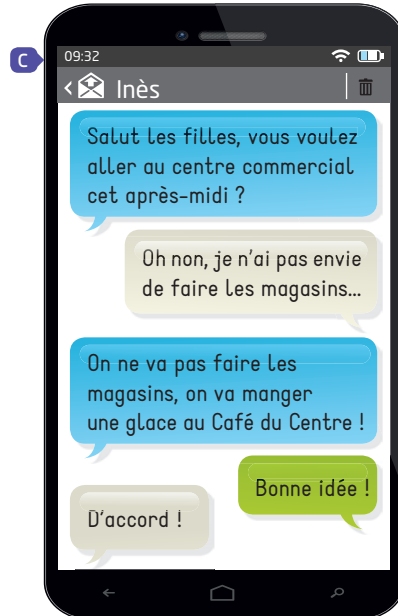 C
09:32
Inès
Salut les filles, vous voulez
aller au centre commercial
cet après-midi ?
Oh non, je n'ai pas envie
de faire les magasins...
On ne va pas faire les
magasins, on va manger
une glace au Café du Centre !
Bonne idée !
D'accord !